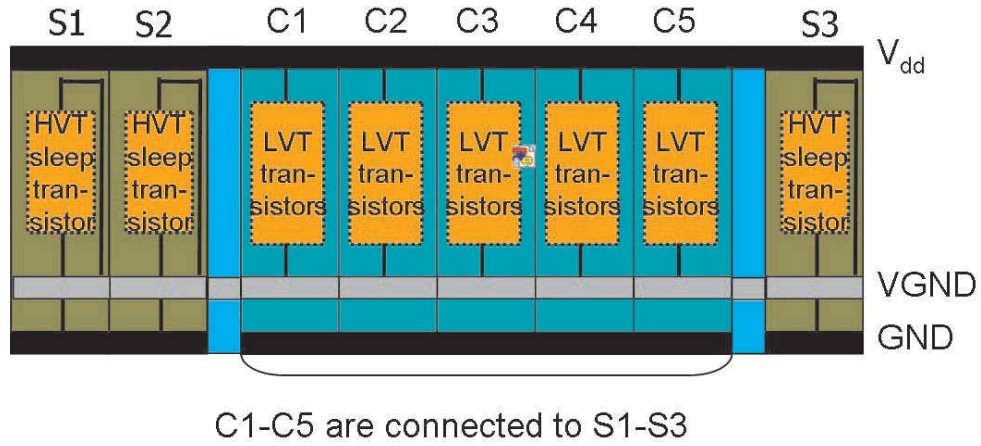 S1 S2 C1 C2 C3 C4 C5 S3
V_dd
HVT
sleep
tran-
sistor
HVT
sleep
tran-
sistor
LVT
tran-
sistors
LVT
tran-
sistors
LVT
tran-
sistors
LVT
tran-
sistors
LVT
tran-
sistors
HVT
sleep
tran-
sistor
VGND
GND
C1-C5 are connected to S1-S3